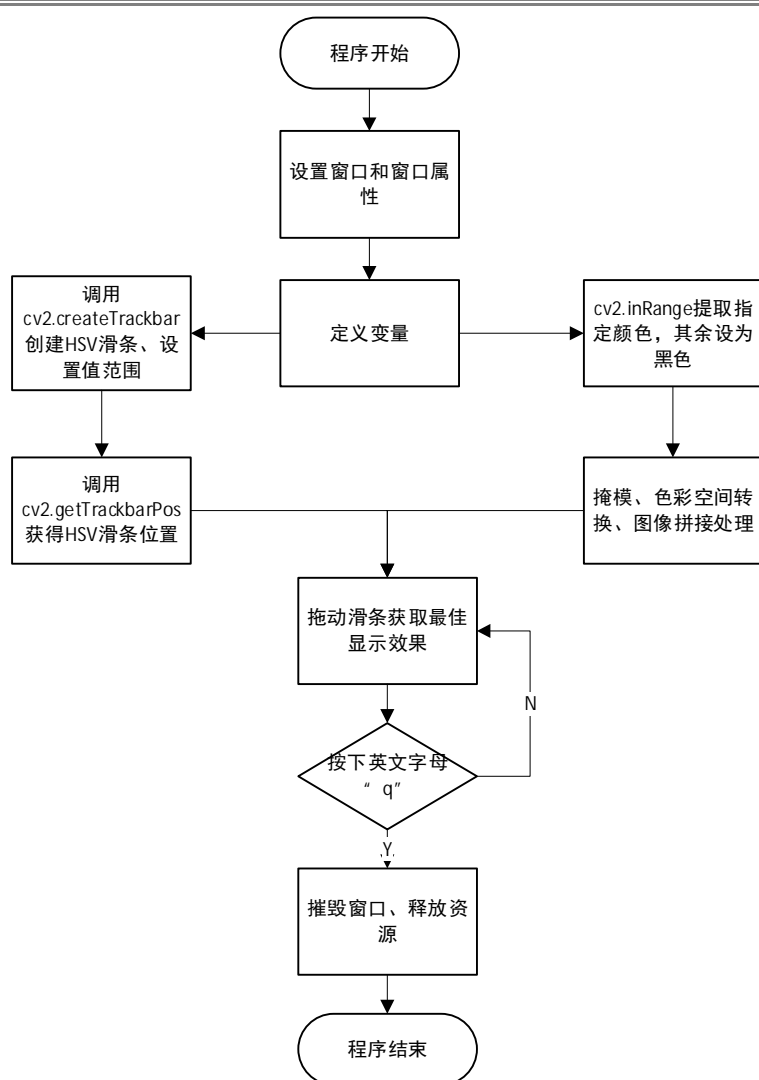 程序开始
设置窗口和窗口属
性
调用
cv2.createTrackbar
创建HSV滑条、设
置值范围
定义变量
cv2.inRange提取指
定颜色，其余设为
黑色
调用
cv2.getTrackbarPos
获得HSV滑条位置
掩模、色彩空间转
换、图像拼接处理
拖动滑条获取最佳
显示效果
N
按下英文字母
“q”
Y
摧毁窗口、释放资
源
程序结束